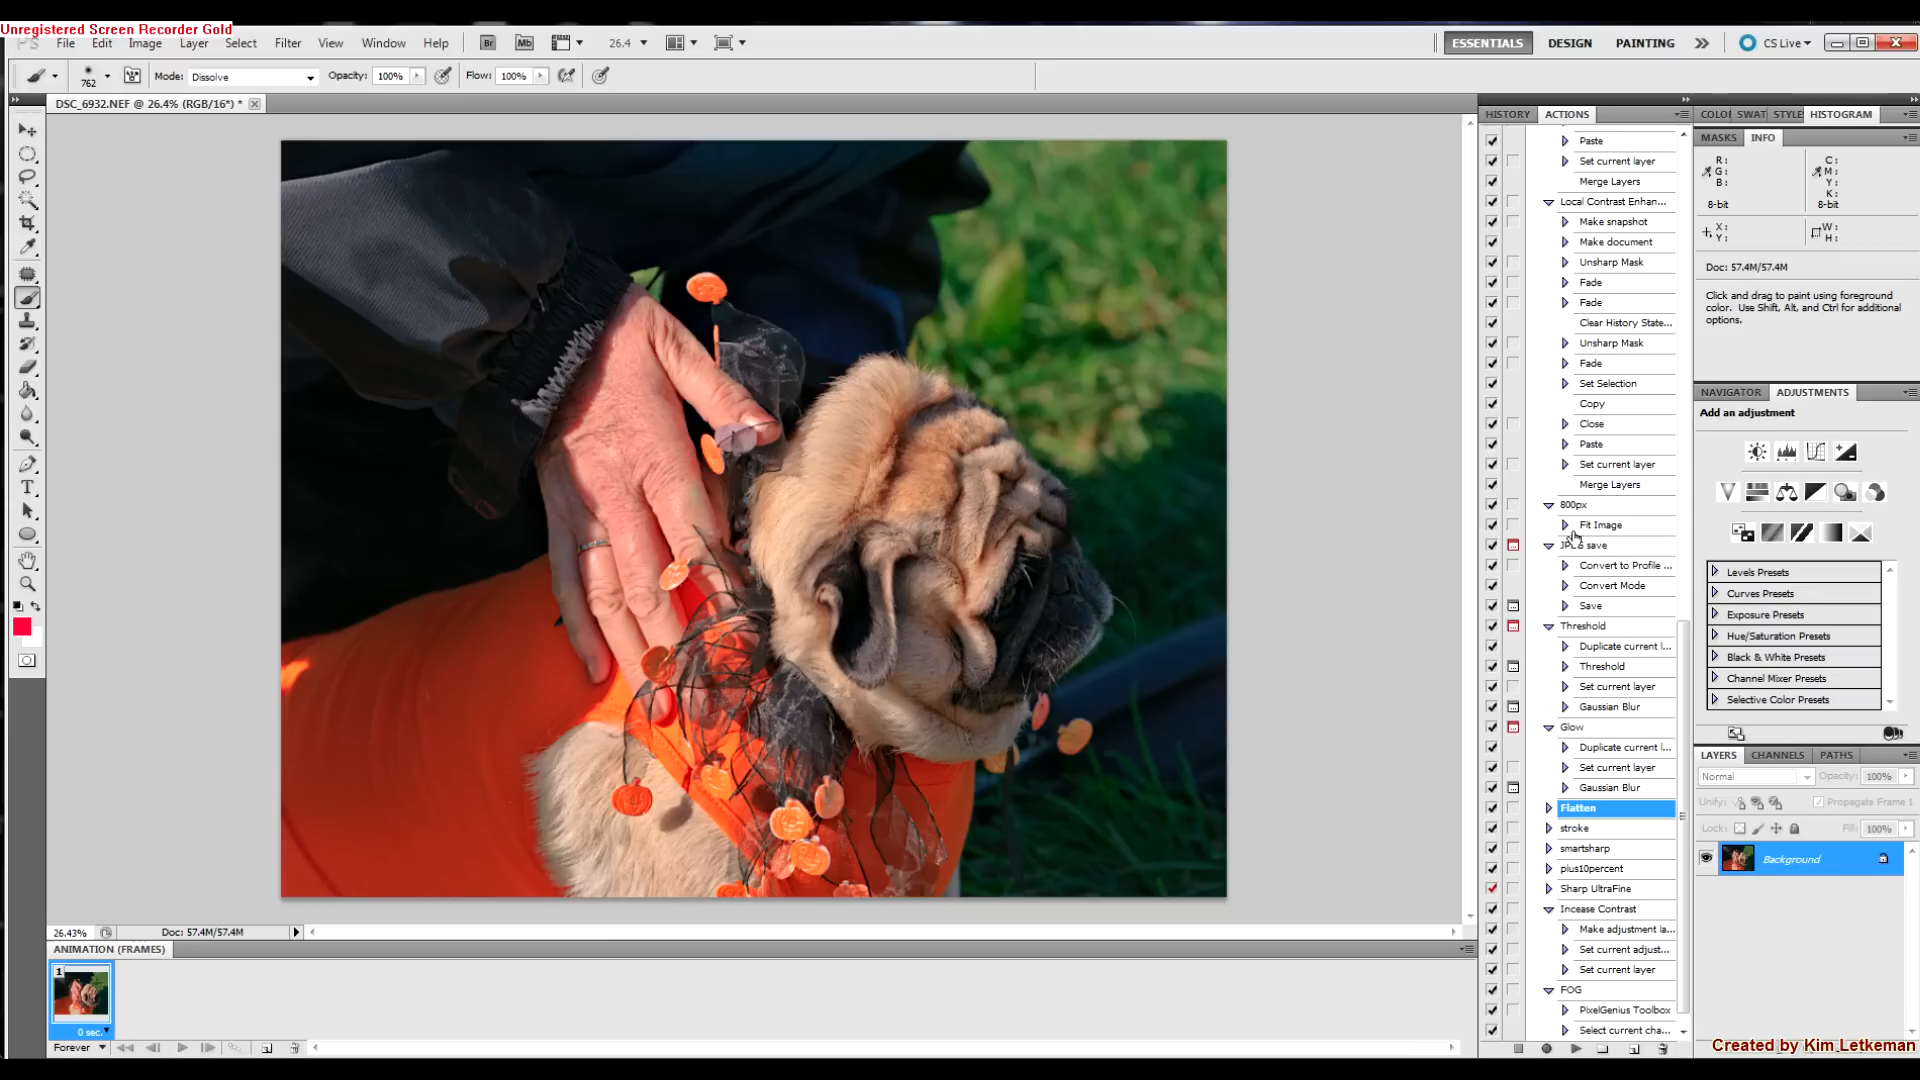 Unregistered Screen Recorder Gold
File Edit Image Layer Select Filter View Window Help Br Mb 26.4 ESSENTIALS DESIGN PAINTING CS Live
762 Mode: Dissolve Opacity: 100% Flow: 100%
DSC_6932.NEF @ 26.4% (RGB/16*) *
HISTORY ACTIONS
Paste
Set current layer
Merge Layers
Local Contrast Enhan...
Make snapshot
Make document
Unsharp Mask
Fade
Fade
Clear History State...
Unsharp Mask
Fade
Set Selection
Copy
Close
Paste
Set current layer
Merge Layers
800px
Fit Image
save
Convert to Profile ...
Convert Mode
Save
Threshold
Duplicate current l...
Threshold
Set current layer
Gaussian Blur
Glow
Duplicate current l...
Set current layer
Gaussian Blur
Flatten
stroke
smartsharp
plus10percent
Sharp UltraFine
Incease Contrast
Make adjustment la...
Set current adjust...
Set current layer
FOG
PixelGenius Toolbox
Select current cha...
COLO SWAT STYLE HISTOGRAM
MASKS INFO
R: C:
G: M:
B: Y:
K:
8-bit 8-bit
X: W:
Y: H:
Doc: 57.4M/57.4M
Click and drag to paint using foreground
color. Use Shift, Alt, and Ctrl for additional
options.
NAVIGATOR ADJUSTMENTS
Add an adjustment
Levels Presets
Curves Presets
Exposure Presets
Hue/Saturation Presets
Black & White Presets
Channel Mixer Presets
Selective Color Presets
LAYERS CHANNELS PATHS
Normal Opacity: 100%
Unify: Propagate Frame 1
Lock: Fill: 100%
Background
26.43% Doc: 57.4M/57.4M
ANIMATION (FRAMES)
1
0 sec.
Forever
Created by Kim_Letkeman